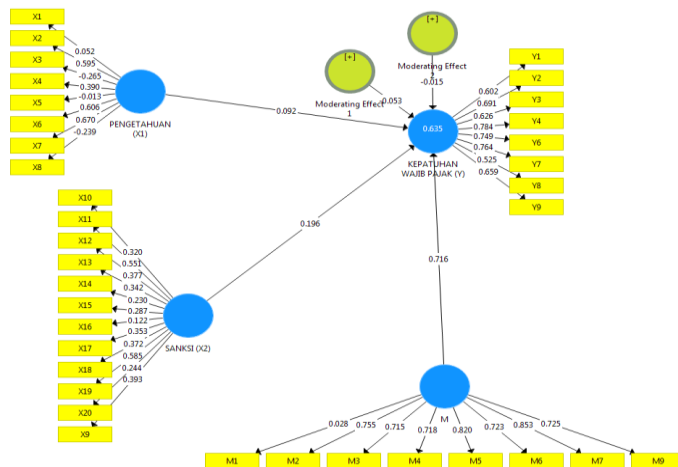 X1
X2
X3
X4
X5
X6
X7
X8
0.052
0.595
-0.265
0.390
-0.013
0.606
0.670
-0.239
PENGETAHUAN
(X1)
0.092
[+]
Moderating Effect
1
-0.053
[+]
Moderating Effect
-0.015
0.635
KEPATUHAN
WAJIB PAJAK (Y)
0.602
0.691
0.626
0.784
0.749
0.764
0.525
0.659
Y1
Y2
Y3
Y4
Y6
Y7
Y8
Y9
X10
X11
X12
X13
X14
X15
X16
X17
X18
X19
X20
X9
0.320
0.551
0.377
0.342
0.230
0.287
0.122
0.353
0.372
0.585
0.244
0.393
SANKSI (X2)
0.196
0.716
M
0.028
0.755
0.715
0.718
0.820
0.723
0.853
0.725
M1
M2
M3
M4
M5
M6
M7
M9